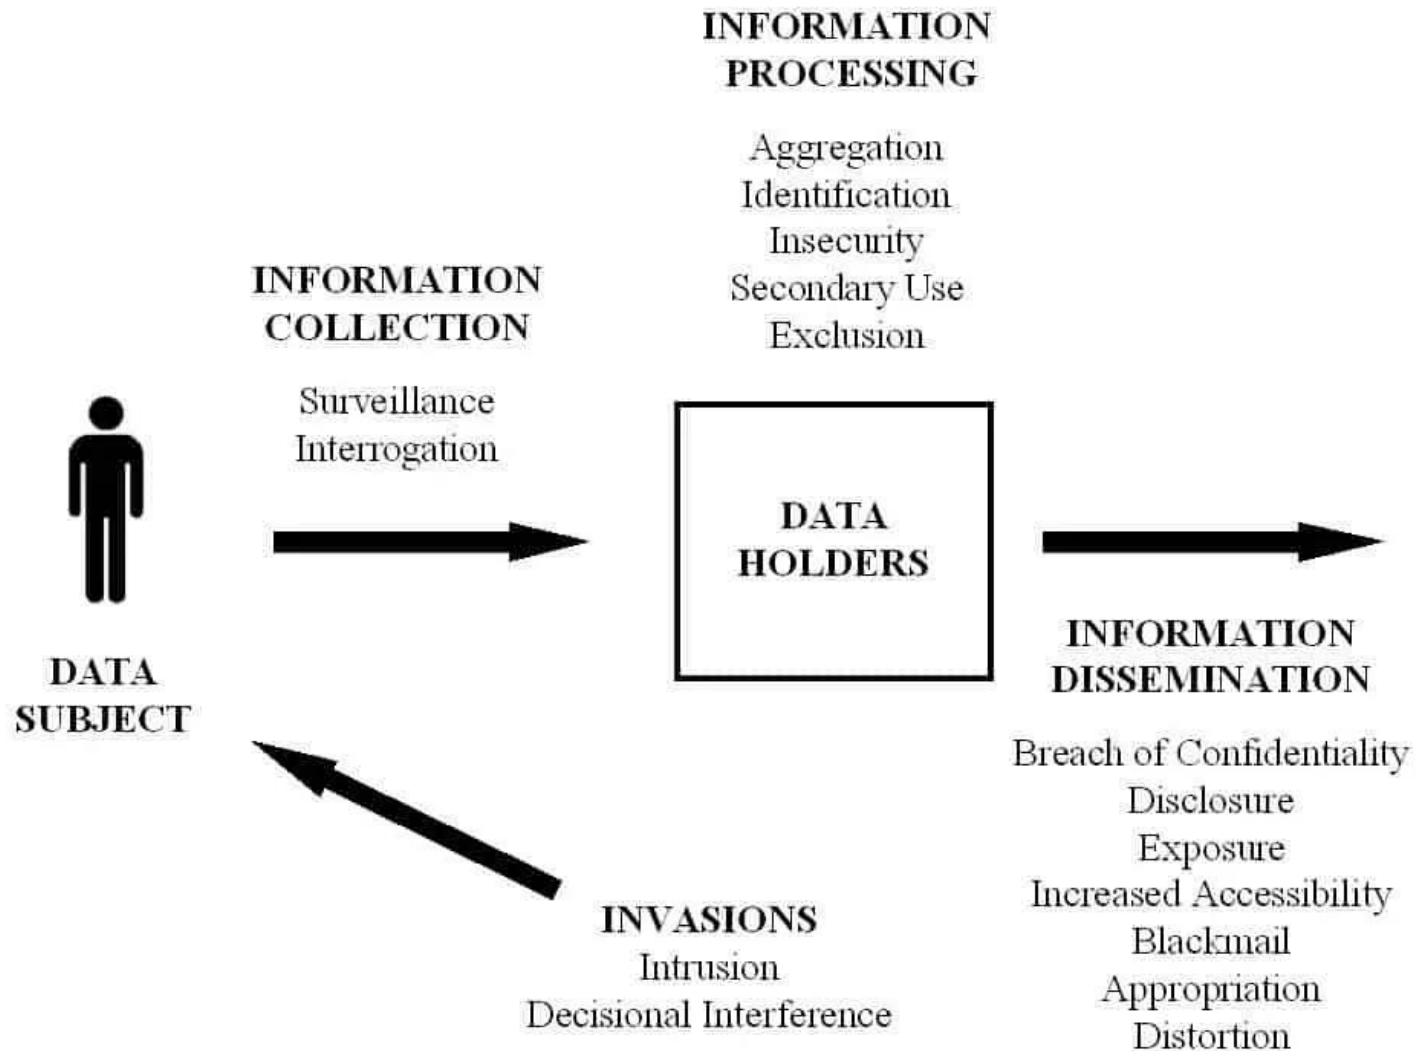 INFORMATION
PROCESSING
Aggregation
Identification
Insecurity
Secondary Use
Exclusion
INFORMATION
COLLECTION
Surveillance
Interrogation
DATA
SUBJECT
DATA
HOLDERS
INFORMATION
DISSEMINATION
Breach of Confidentiality
Disclosure
Exposure
Increased Accessibility
Blackmail
Appropriation
Distortion
INVASIONS
Intrusion
Decisional Interference